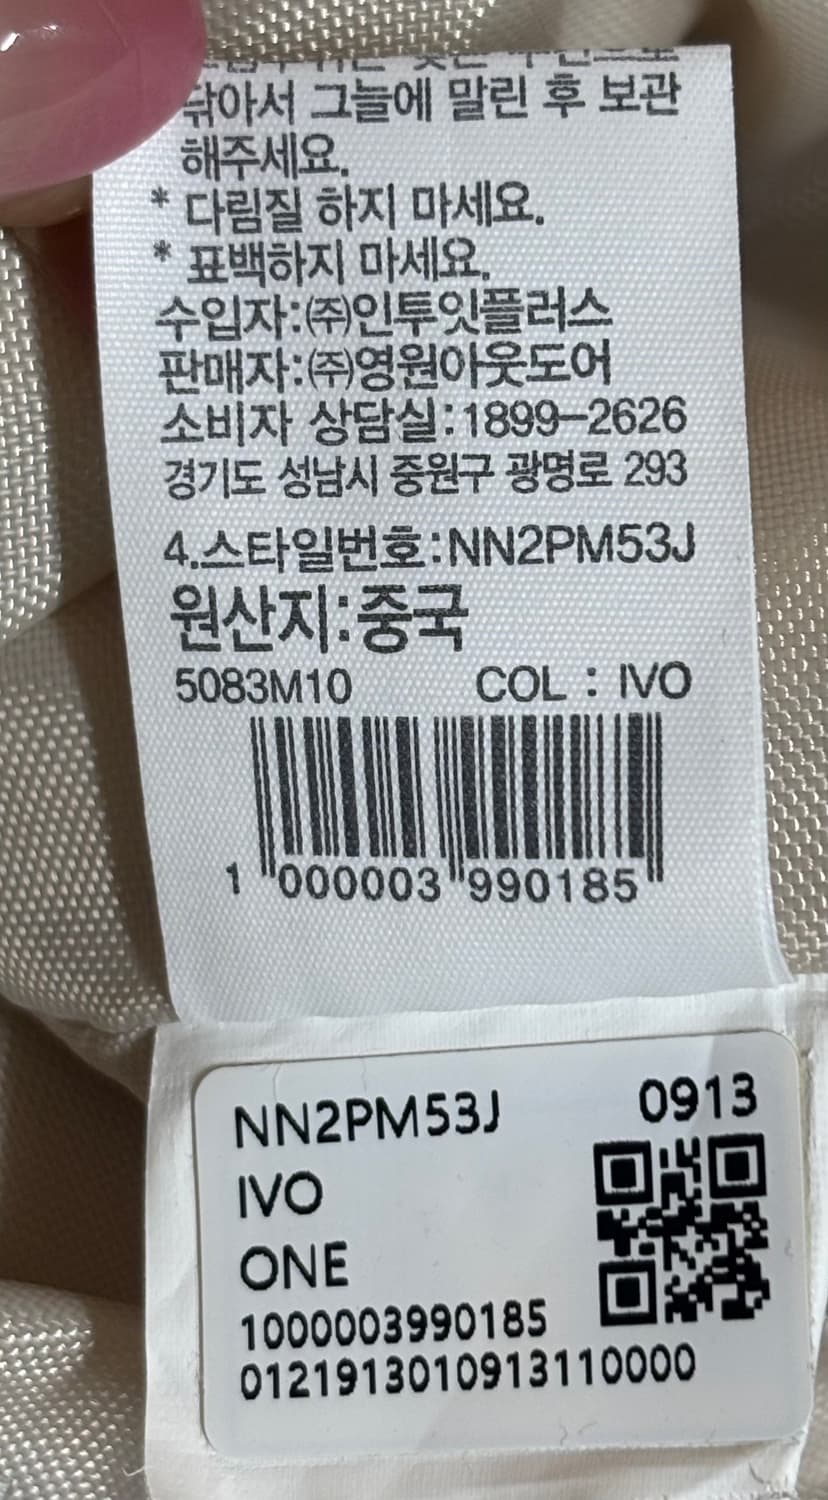 닦아서 그늘에 말린 후 보관
해주세요.
* 다림질 하지 마세요.
* 표백하지 마세요.
수입자:㈜인투잇플러스
판매자:㈜영원아웃도어
소비자 상담실:1899-2626
경기도 성남시 중원구 광명로 293
4.스타일번호:NN2PM53J
원산지:중국
5083M10 COL : IVO
1 000003 990185
NN2PM53J 0913
IVO
ONE
1000003990185
0121913010913110000